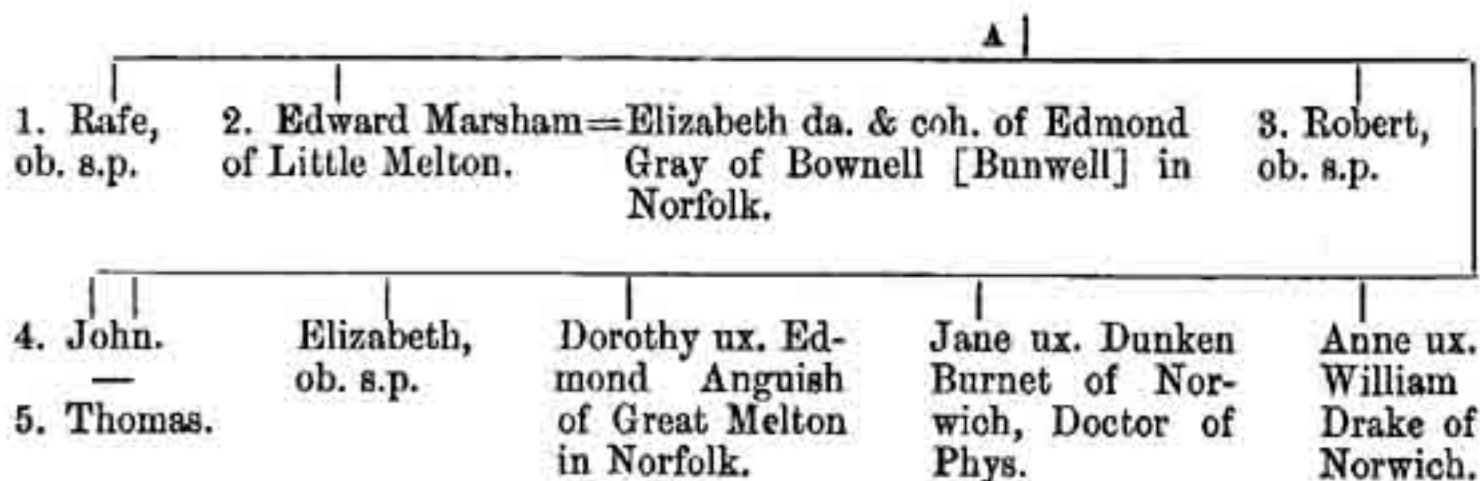 A
1. Rafe, 2. Edward Marsham=Elizabeth da. & coh. of Edmond 3. Robert,
ob. s.p. of Little Melton. Gray of Bownell [Bunwell] in ob. s.p.
Norfolk.
4. John. Elizabeth, Dorothy ux. Ed- Jane ux. Dunken Anne ux.
— ob. s.p. mond Anguish Burnet of Nor- William
5. Thomas. of Great Melton wich, Doctor of Drake of
in Norfolk. Phys. Norwich.